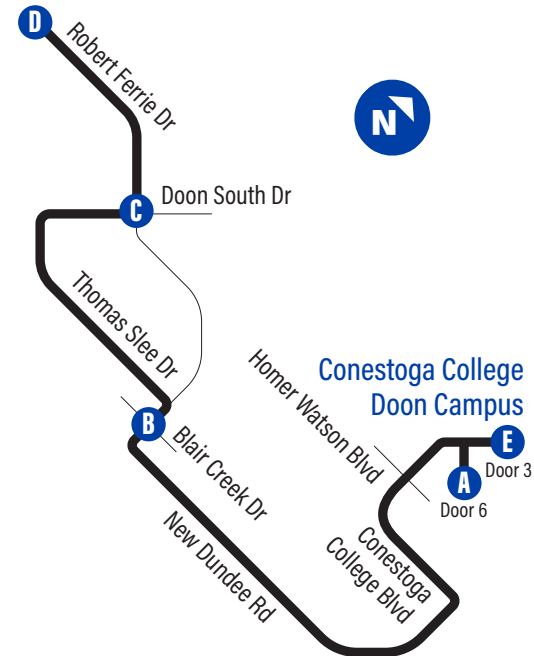 D
Robert Ferrie Dr
N
C
Doon South Dr
Thomas Slee Dr
Homer Watson Blvd
Conestoga College
Doon Campus
B
Blair Creek Dr
E
Door 3
A
Door 6
New Dundee Rd
Conestoga
College Blvd